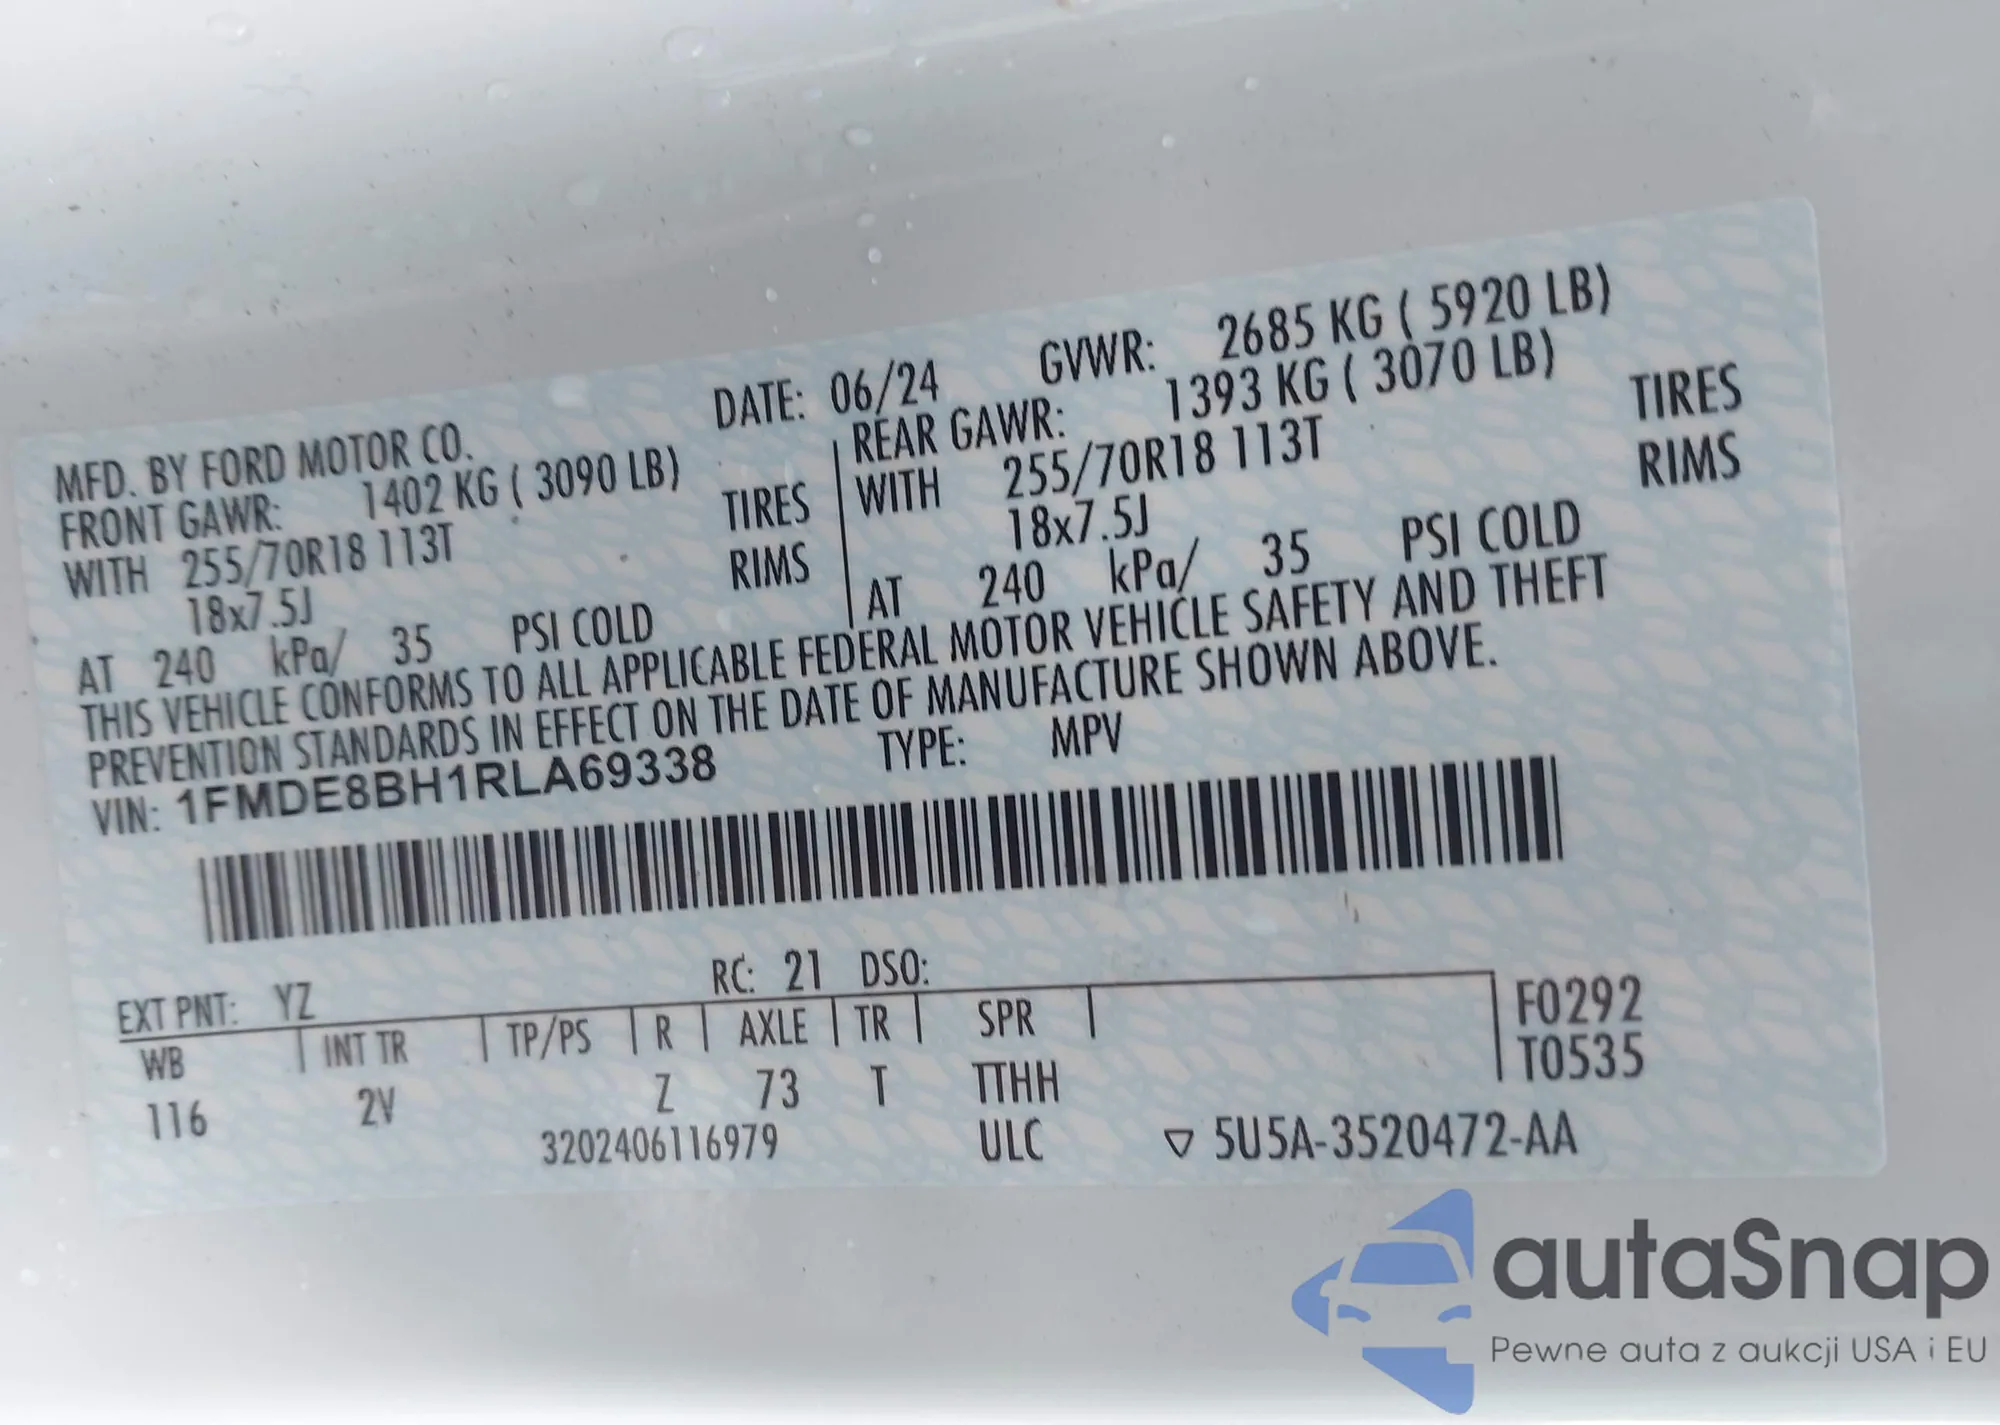 MFD. BY FORD MOTOR CO. DATE: 06/24 GVWR: 2685 KG ( 5920 LB)
FRONT GAWR: 1402 KG ( 3090 LB) REAR GAWR: 1393 KG ( 3070 LB)
WITH 255/70R18 113T TIRES WITH 255/70R18 113T TIRES
18x7.5J RIMS 18x7.5J RIMS
AT 240 kPa/ 35 PSI COLD AT 240 kPa/ 35 PSI COLD
THIS VEHICLE CONFORMS TO ALL APPLICABLE FEDERAL MOTOR VEHICLE SAFETY AND THEFT
PREVENTION STANDARDS IN EFFECT ON THE DATE OF MANUFACTURE SHOWN ABOVE.
VIN: 1FMDE8BH1RLA69338 TYPE: MPV
EXT PNT: YZ RC: 21 DSO:
WB INT TR TP/PS R AXLE TR SPR F0292
116 2V Z 73 T TTHH T0535
3202406116979 ULC ▽ 5U5A-3520472-AA
autaSnap
Pewne auta z aukcji USA i EU